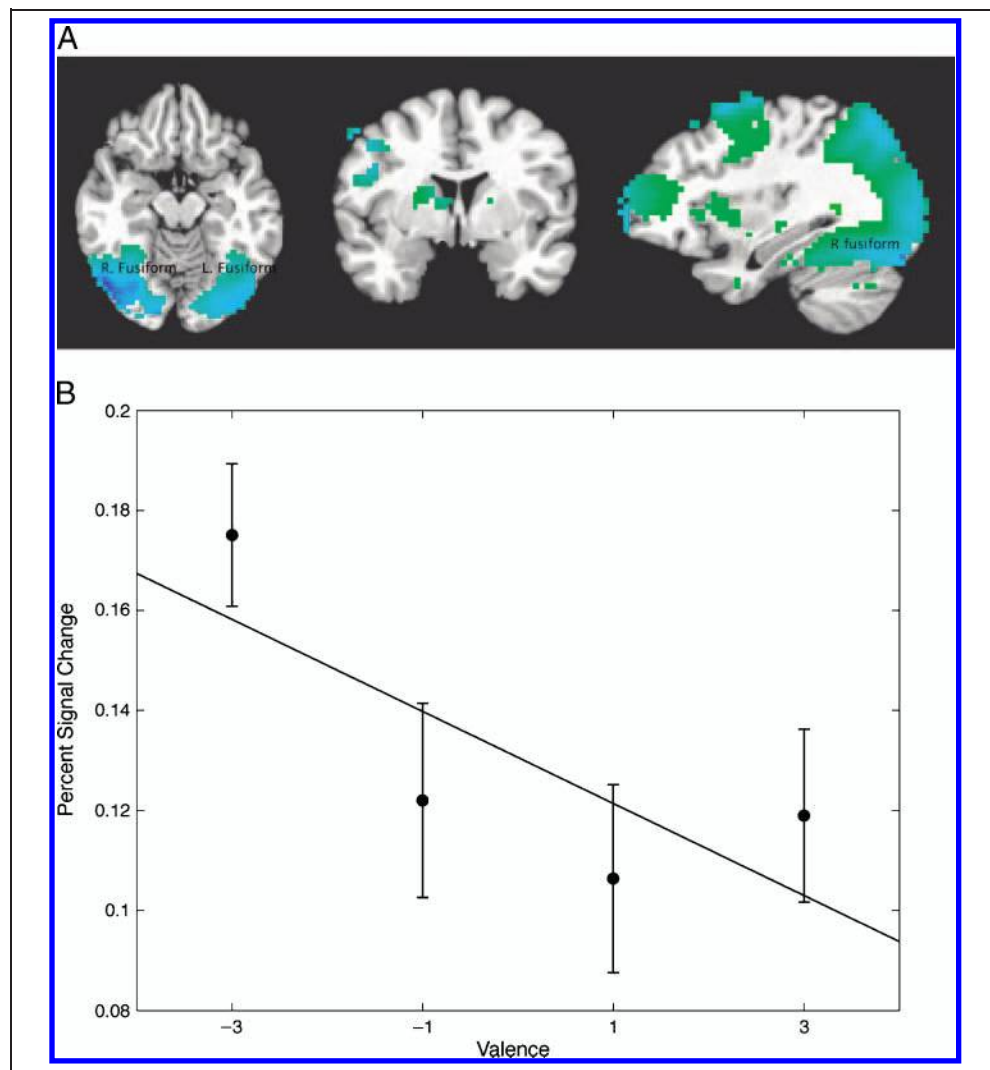 A
R. Fusiform L. Fusiform
R fusiform
B
0.2
0.18
0.16
0.14
0.12
0.1
0.08
Percent Signal Change
−3 −1 1 3
Valence